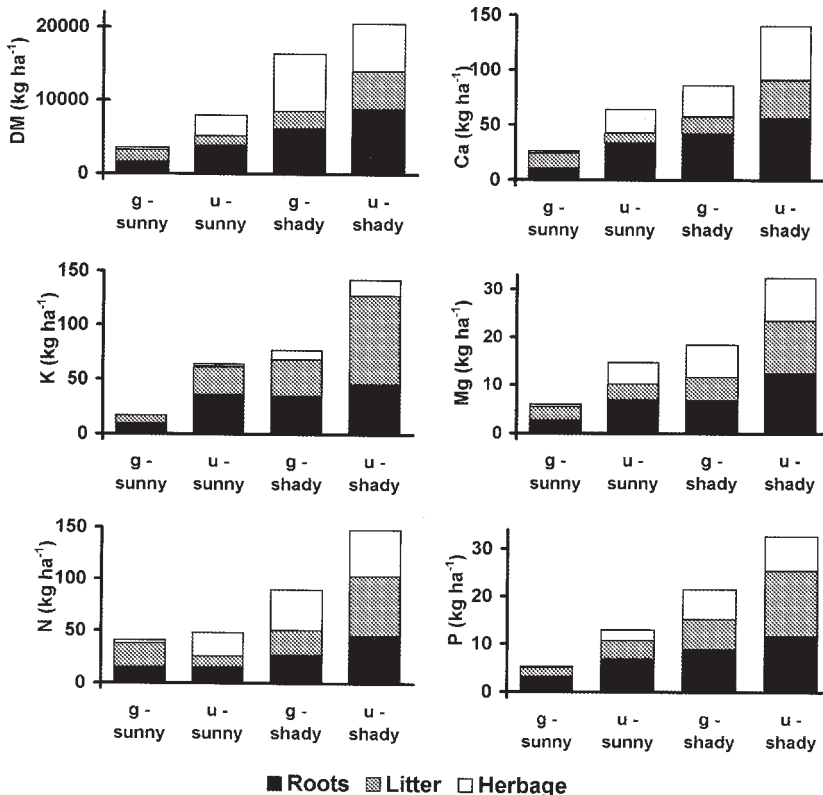 DM (kg ha-1)
20000
10000
0
g - sunny
u - sunny
g - shady
u - shady
Ca (kg ha-1)
150
100
50
0
g - sunny
u - sunny
g - shady
u - shady
K (kg ha-1)
150
100
50
0
g - sunny
u - sunny
g - shady
u - shady
Mg (kg ha-1)
30
20
10
0
g - sunny
u - sunny
g - shady
u - shady
N (kg ha-1)
150
100
50
0
g - sunny
u - sunny
g - shady
u - shady
P (kg ha-1)
30
20
10
0
g - sunny
u - sunny
g - shady
u - shady
Roots Litter Herbage